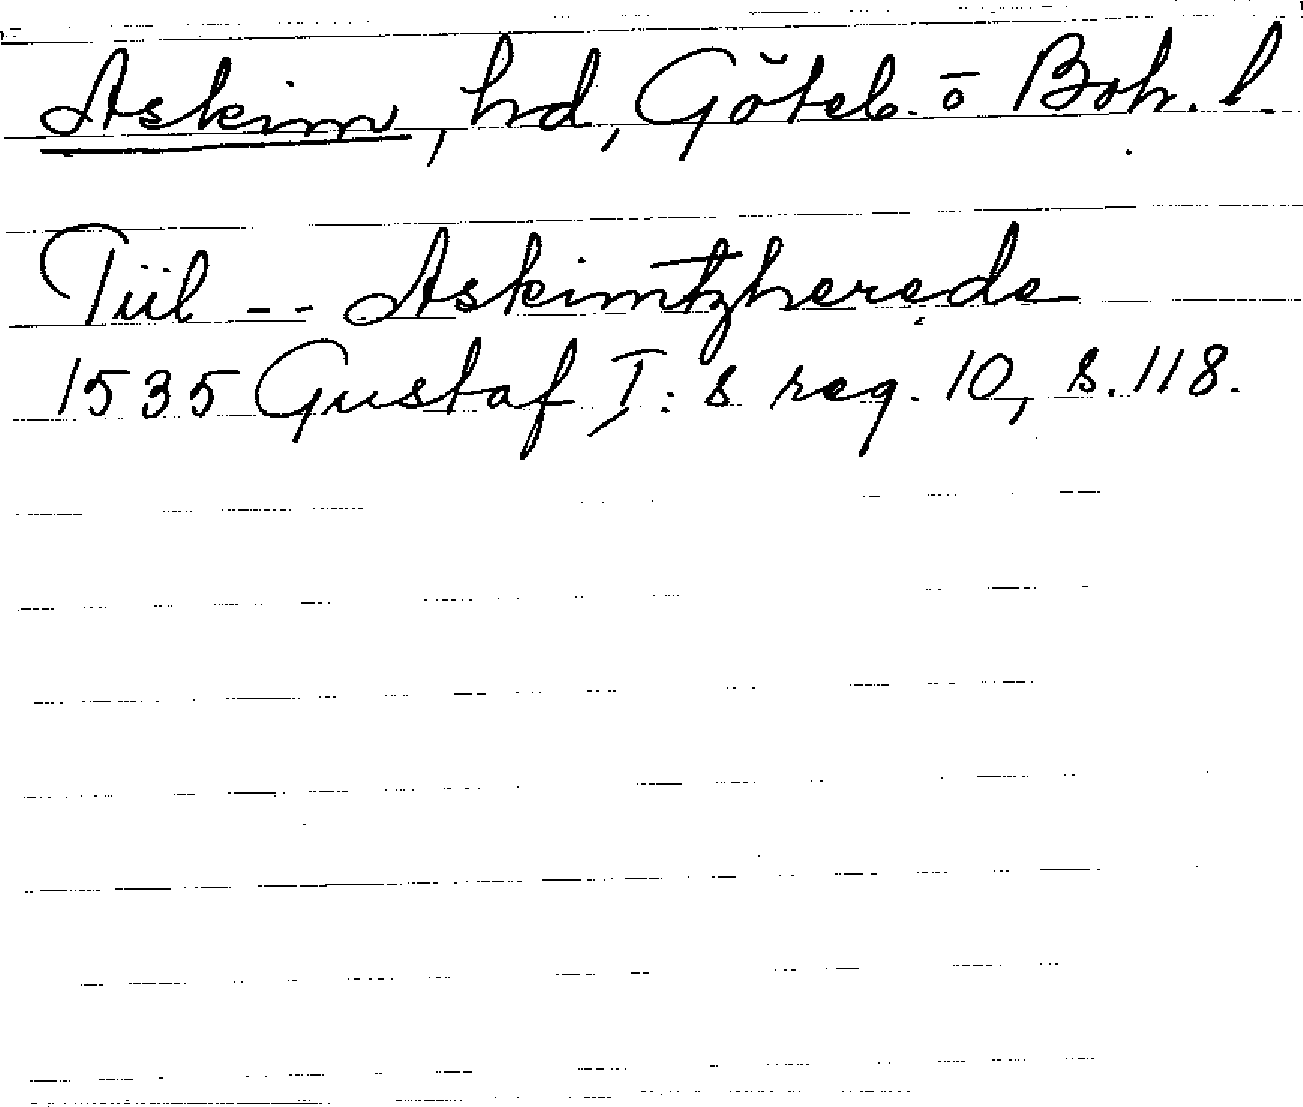 Askim, hd, Göteb. o Boh. l.
Tiil -- Askimtzherede
1535 Gustaf I:s reg. 10, s. 118.